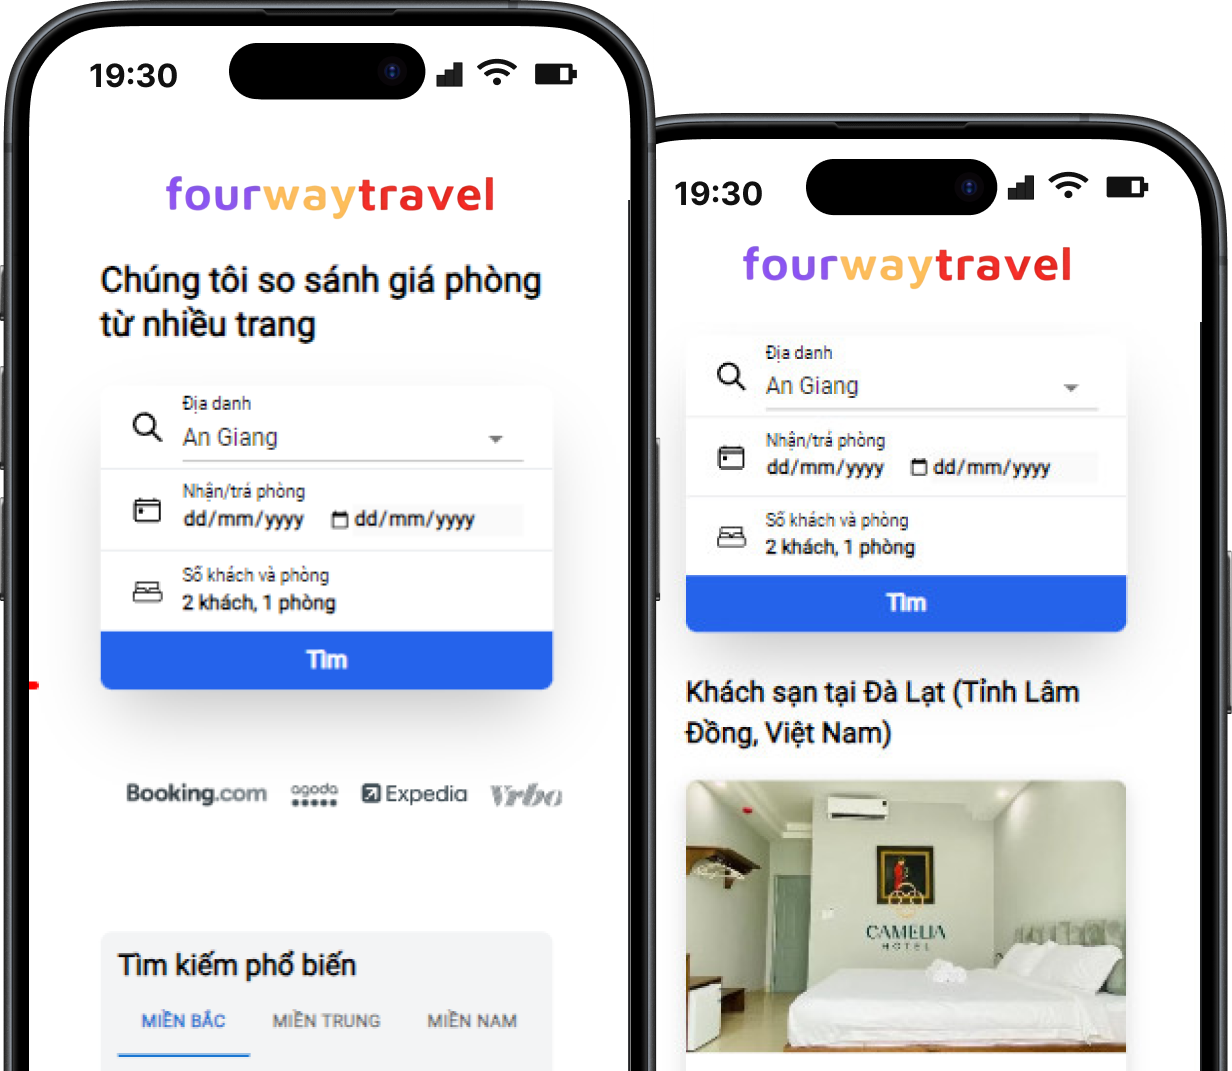 19:30
fourwaytravel
Chúng tôi so sánh giá phòng
từ nhiều trang
Địa danh
An Giang
Nhận/trả phòng
dd/mm/yyyy dd/mm/yyyy
Số khách và phòng
2 khách, 1 phòng
Tìm
Booking.com agoda Expedia Vrbo
Tìm kiếm phổ biến
MIỀN BẮC MIỀN TRUNG MIỀN NAM
19:30
fourwaytravel
Địa danh
An Giang
Nhận/trả phòng
dd/mm/yyyy dd/mm/yyyy
Số khách và phòng
2 khách, 1 phòng
Tìm
Khách sạn tại Đà Lạt (Tỉnh Lâm
Đồng, Việt Nam)
CAMELIA
HOTEL